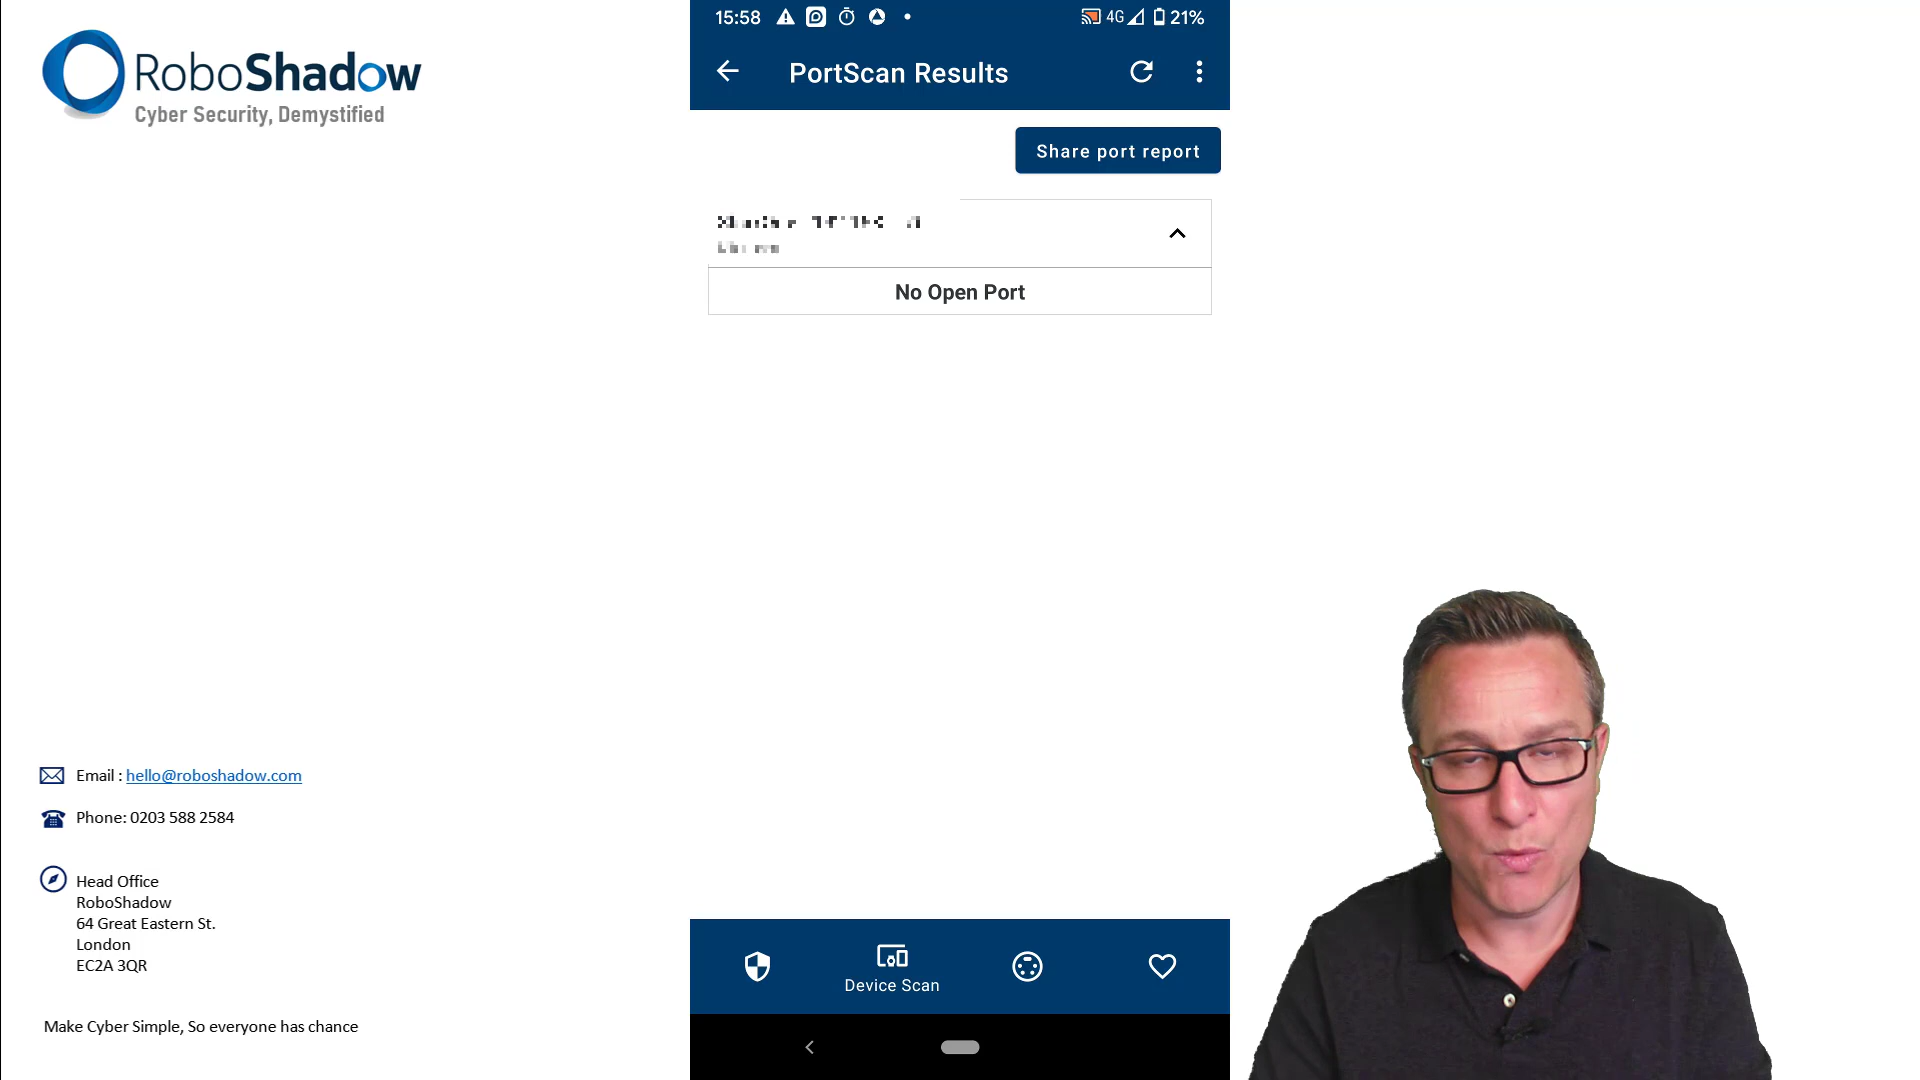 RoboShadow
Cyber Security, Demystified
15:58
4G
21%
PortScan Results
Share port report
No Open Port
Email : hello@roboshadow.com
Phone: 0203 588 2584
Head Office
RoboShadow
64 Great Eastern St.
London
EC2A 3QR
Make Cyber Simple, So everyone has chance
Device Scan